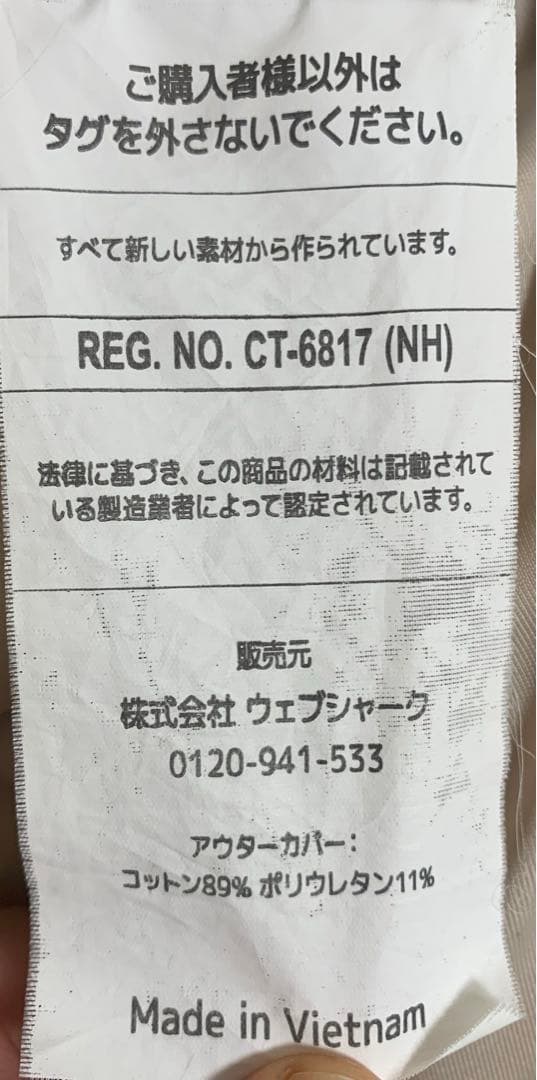 ご購入者様以外は
タグを外さないでください。
すべて新しい素材から作られています。
REG. NO. CT-6817 (NH)
法律に基づき、この商品の材料は記載されて
いる製造業者によって認定されています。
販売元
株式会社 ウェブシャーク
0120-941-533
アウターカバー：
コットン89% ポリウレタン11%
Made in Vietnam